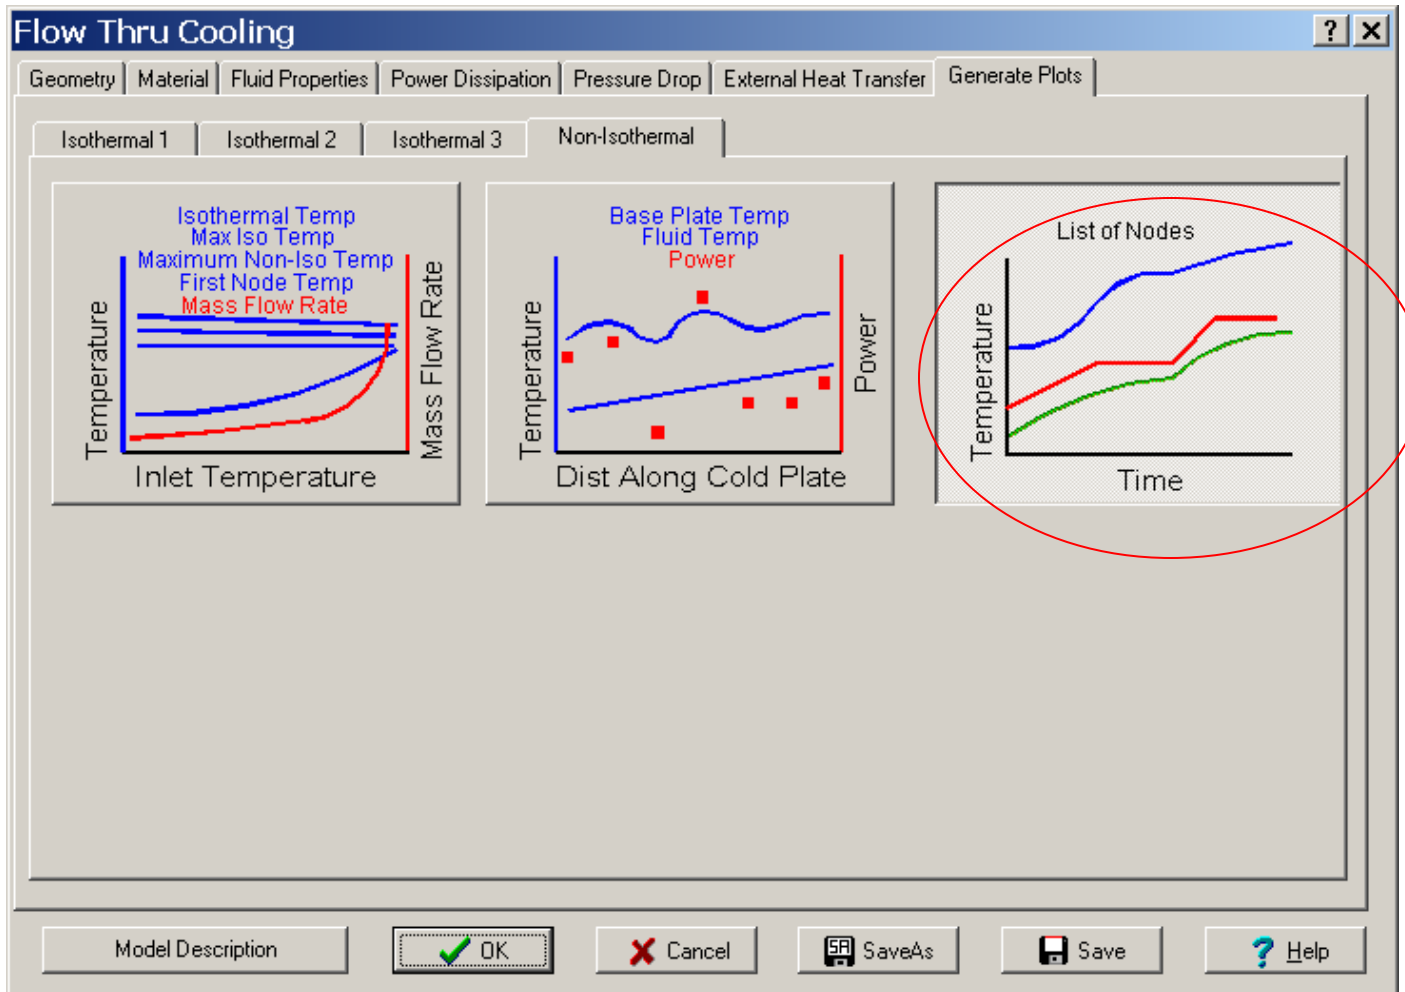 Flow Thru Cooling
Geometry Material Fluid Properties Power Dissipation Pressure Drop External Heat Transfer Generate Plots
Isothermal 1 Isothermal 2 Isothermal 3 Non-Isothermal
Isothermal Temp
Max Iso Temp
Maximum Non-Iso Temp
First Node Temp
Mass Flow Rate
Temperature
Mass Flow Rate
Inlet Temperature
Base Plate Temp
Fluid Temp
Power
Temperature
Power
Dist Along Cold Plate
List of Nodes
Temperature
Time
Model Description OK Cancel SaveAs Save Help